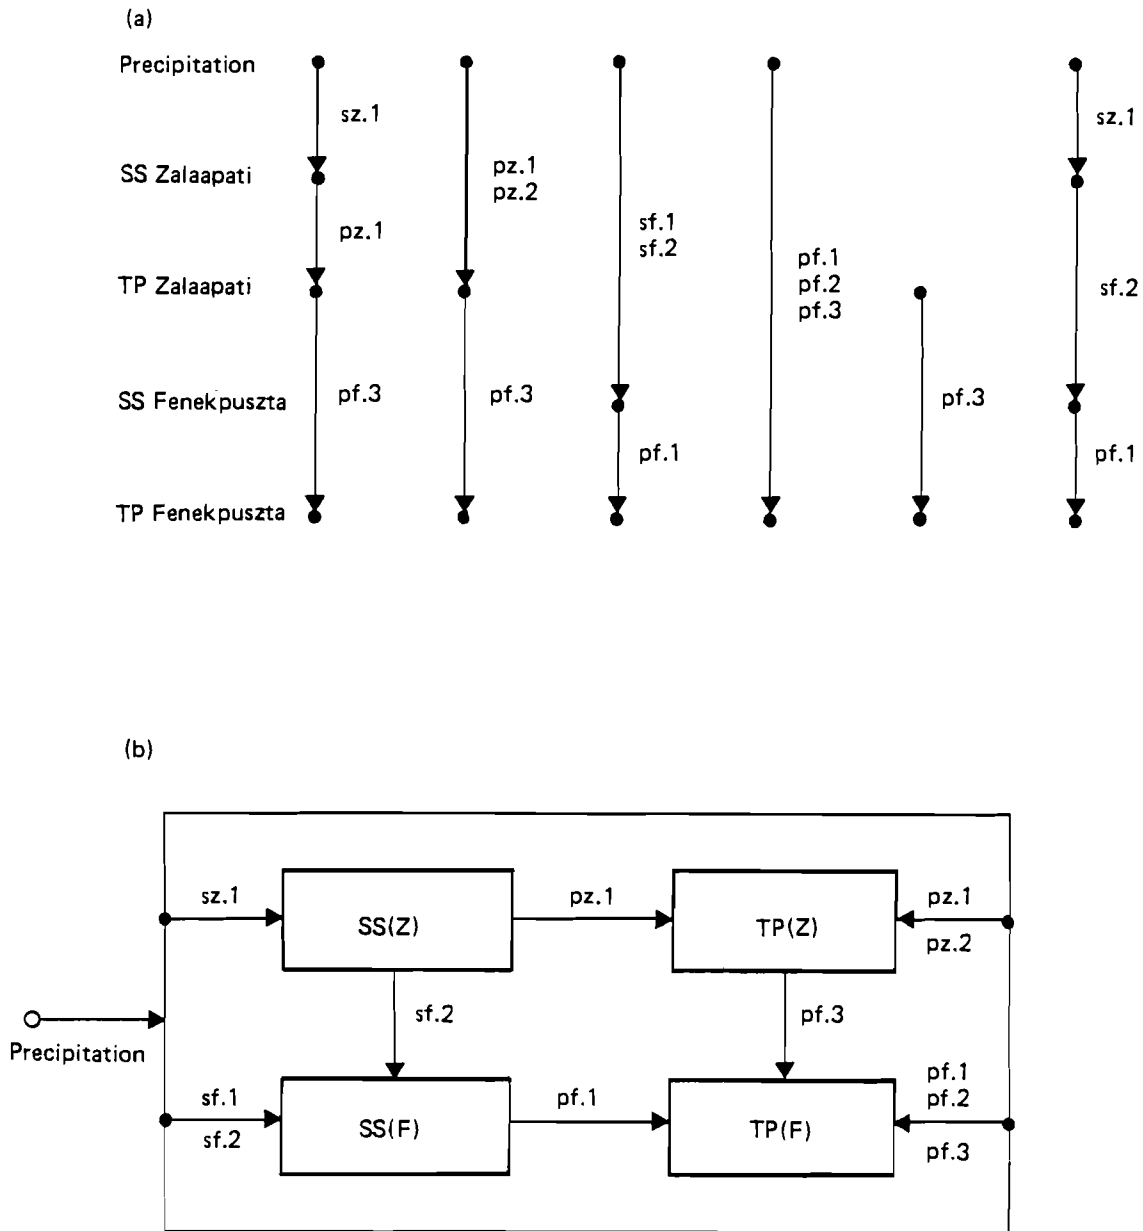 (a)
Precipitation
sz.1
sz.1
SS Zalaapati
pz.1
pz.2
pz.1
sf.1
sf.2
pf.1
pf.2
pf.3
TP Zalaapati
sf.2
SS Fenekpuszta
pf.3
pf.3
pf.3
pf.1
pf.1
TP Fenekpuszta
(b)
sz.1
SS(Z)
pz.1
TP(Z)
pz.1
pz.2
sf.2
pf.3
Precipitation
sf.1
sf.2
SS(F)
pf.1
TP(F)
pf.1
pf.2
pf.3